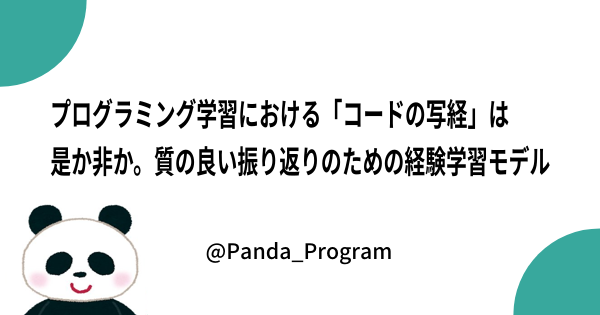 プログラミング学習における「コードの写経」は
是か非か。質の良い振り返りのための経験学習モデル
@Panda_Program